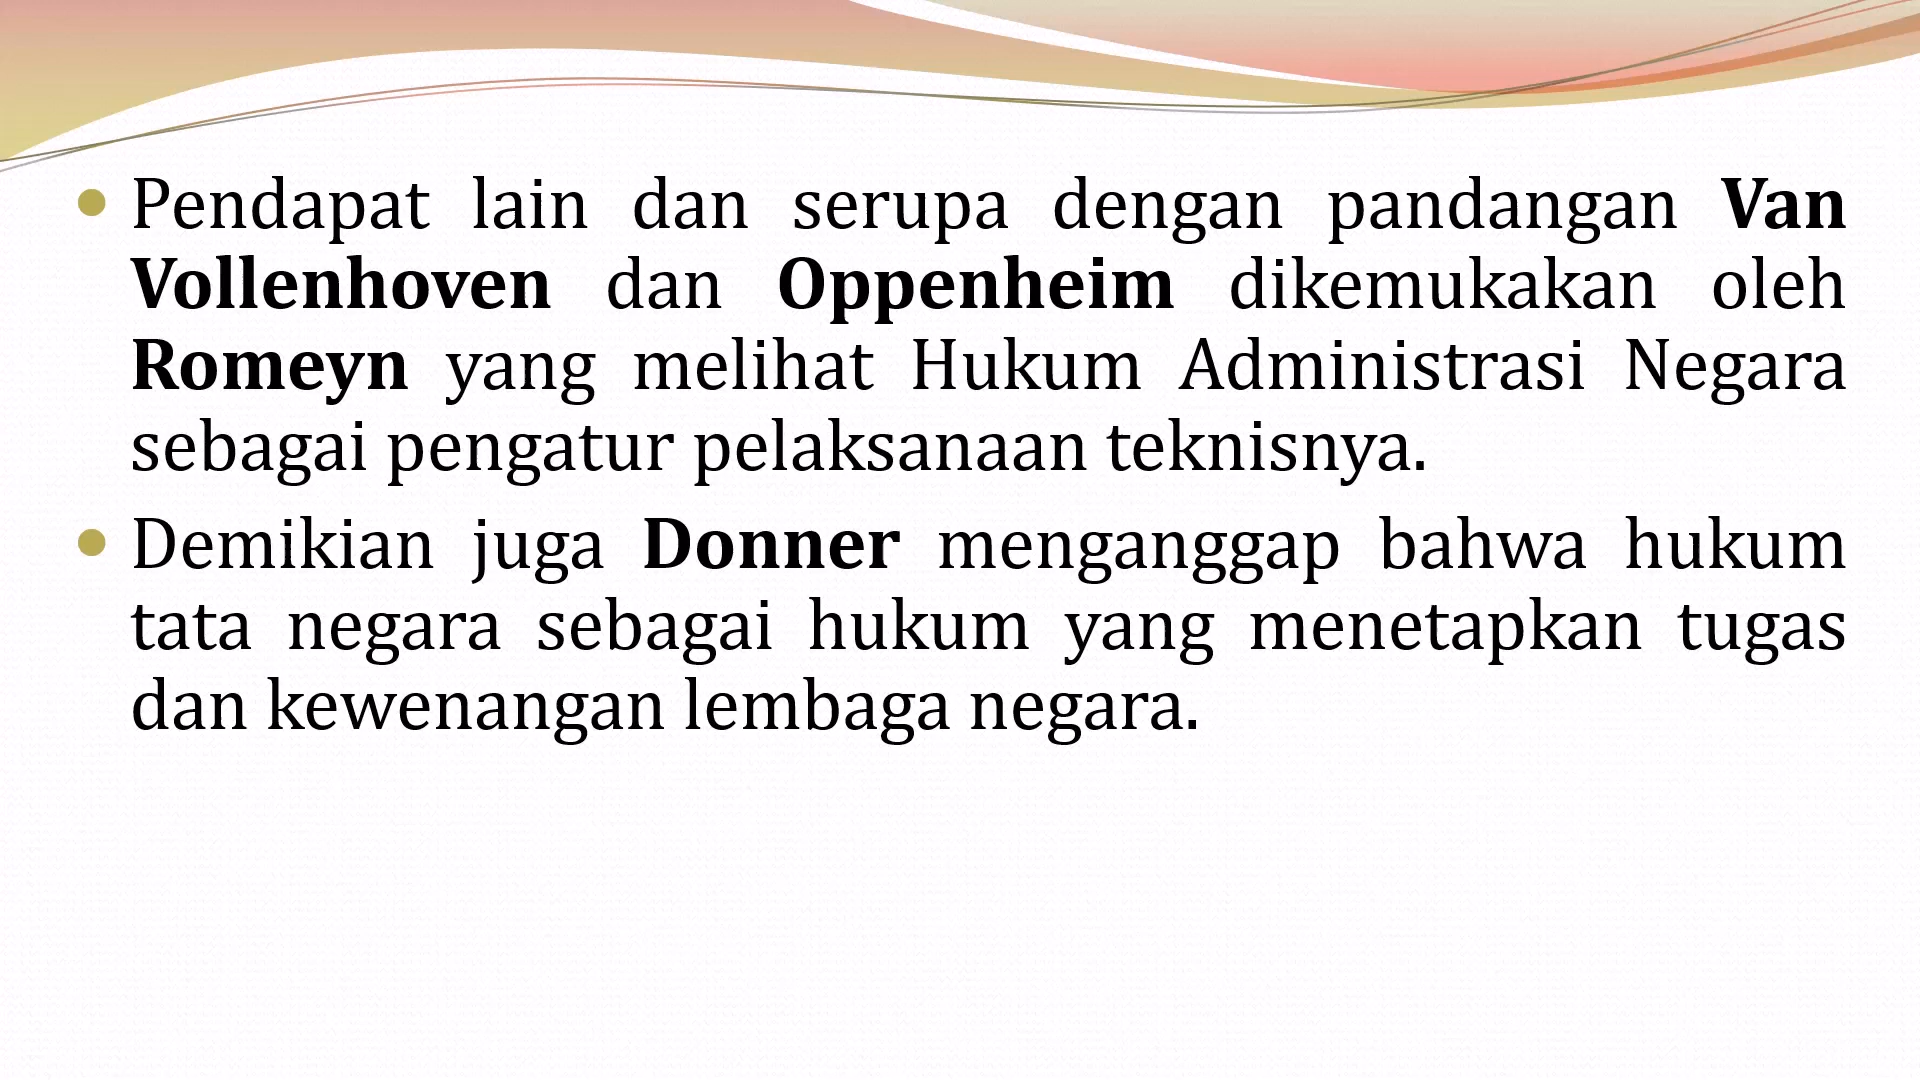 Pendapat lain dan serupa dengan pandangan Van
Vollenhoven dan Oppenheim dikemukakan oleh
Romeyn yang melihat Hukum Administrasi Negara
sebagai pengatur pelaksanaan teknisnya.
Demikian juga Donner menganggap bahwa hukum
tata negara sebagai hukum yang menetapkan tugas
dan kewenangan lembaga negara.